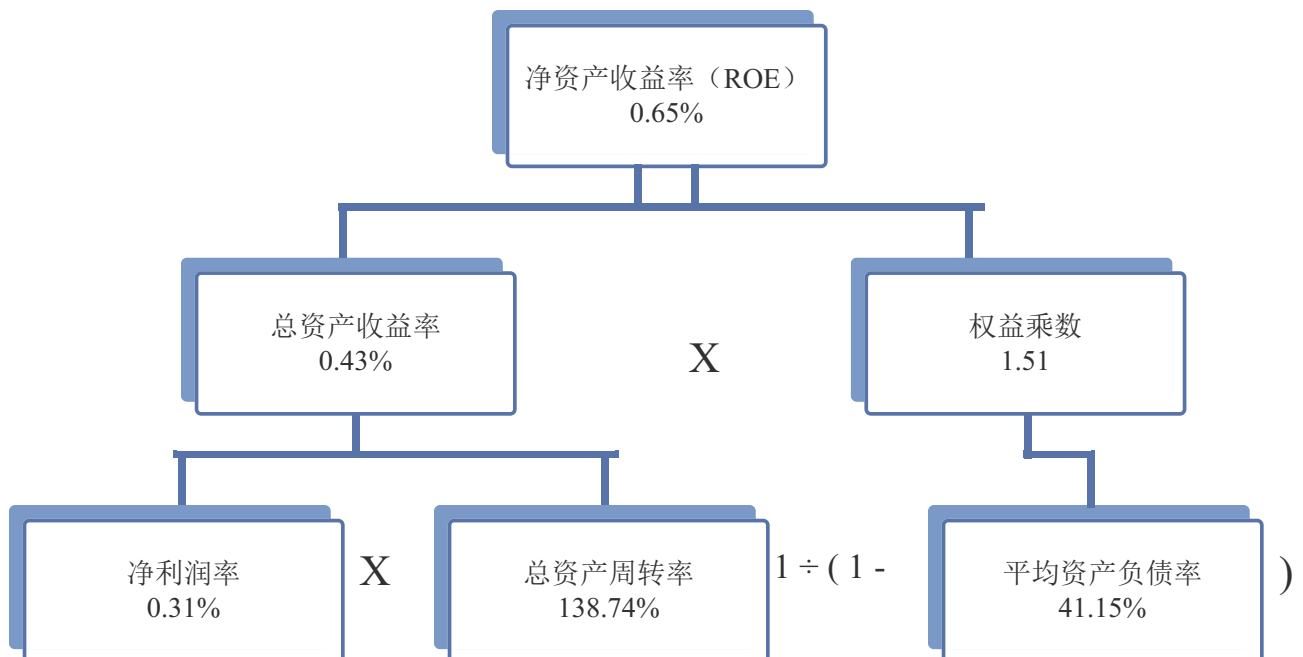 净资产收益率（ROE）
0.65%
总资产收益率
0.43%
X
权益乘数
1.51
净利润率
0.31%
X
总资产周转率
138.74%
1 ÷ ( 1 -
平均资产负债率
41.15%
)